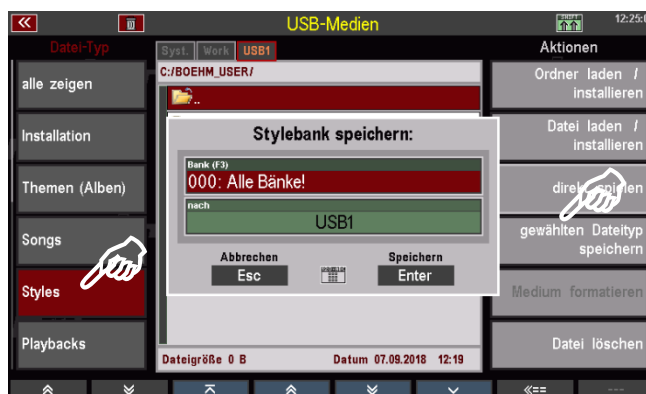 USB-Medien
12:25:
Datei-Typ
Syst. Work USB1
Aktionen
C:/BOEHM_USER/
..
alle zeigen
Installation
Themen (Alben)
Songs
Styles
Playbacks
Stylebank speichern:
Bank (F3)
000: Alle Bänke!
nach
USB1
Abbrechen
Esc
Speichern
Enter
Dateigröße 0 B
Datum 07.09.2018 12:19
Ordner laden /
installieren
Datei laden /
installieren
gewählten Dateityp
speichern
Medium formatieren
Datei löschen
«==
---